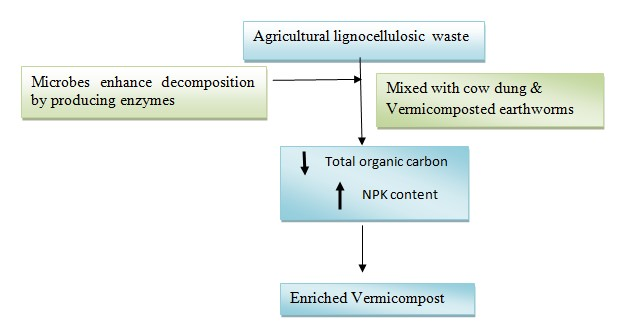 Agricultural lignocellulosic waste
Microbes enhance decomposition
by producing enzymes
Mixed with cow dung &
Vermicomposted earthworms
Total organic carbon
NPK content
Enriched Vermicompost